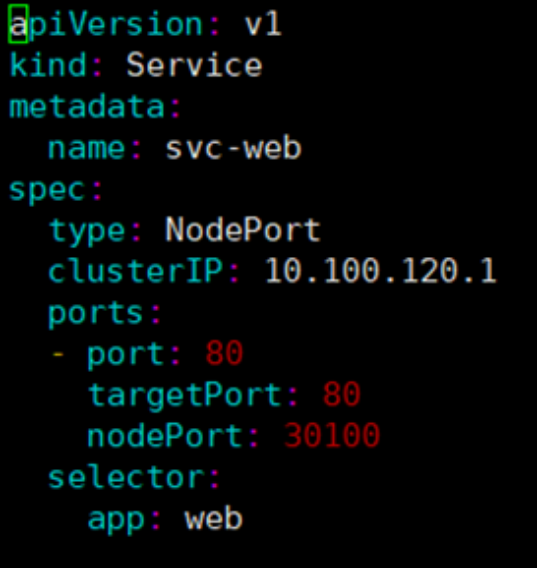 apiVersion: v1
kind: Service
metadata:
  name: svc-web
spec:
  type: NodePort
  clusterIP: 10.100.120.1
  ports:
  - port: 80
    targetPort: 80
    nodePort: 30100
  selector:
    app: web